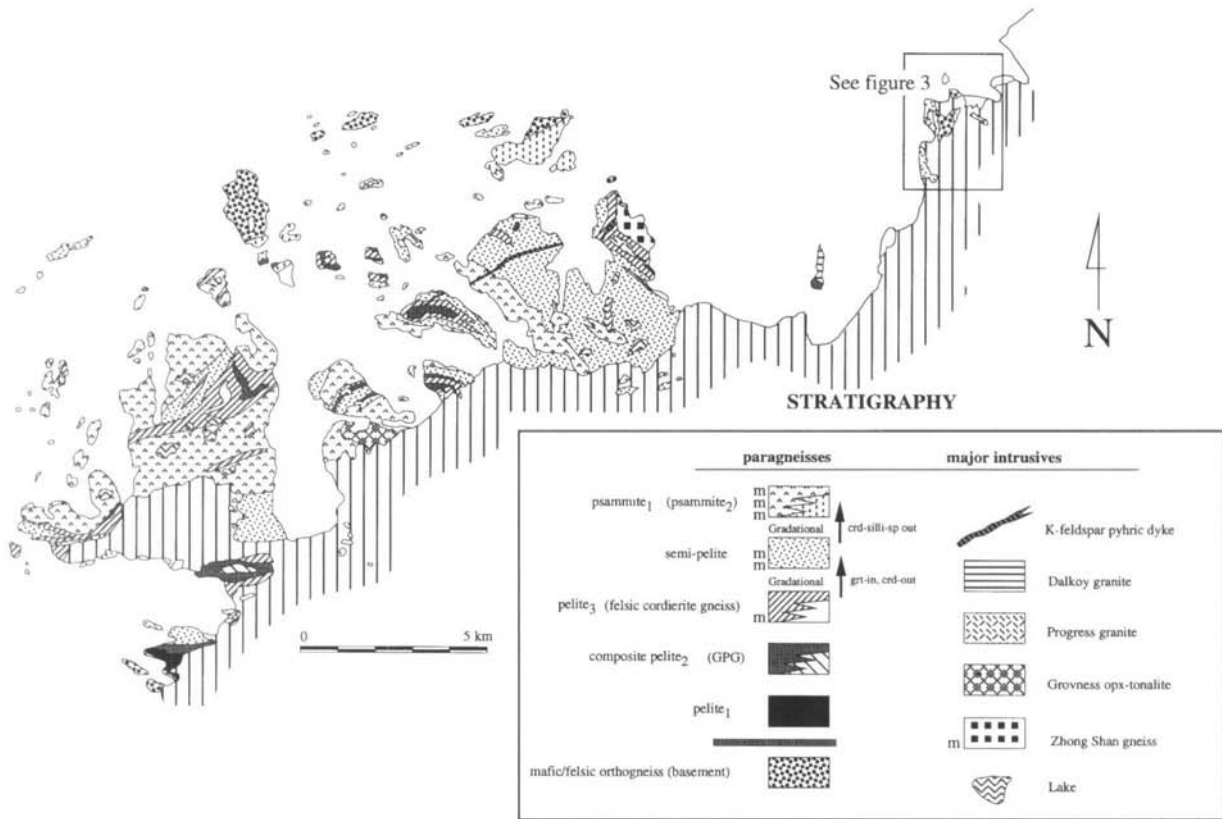 See figure 3
N
STRATIGRAPHY
paragneisses
major intrusives
psammite₁ (psammite₂)
m
m
m
Gradational
crd-silli-sp out
semi-pelite
m
m
Gradational
grt-in, crd-out
pelite₃ (felsic cordierite gneiss)
m
composite pelite₂ (GPG)
pelite₁
mafic/felsic orthogneiss (basement)
K-feldspar pyhric dyke
Dalkoy granite
Progress granite
Grovness opx-tonalite
m
Zhong Shan gneiss
Lake
0
5 km